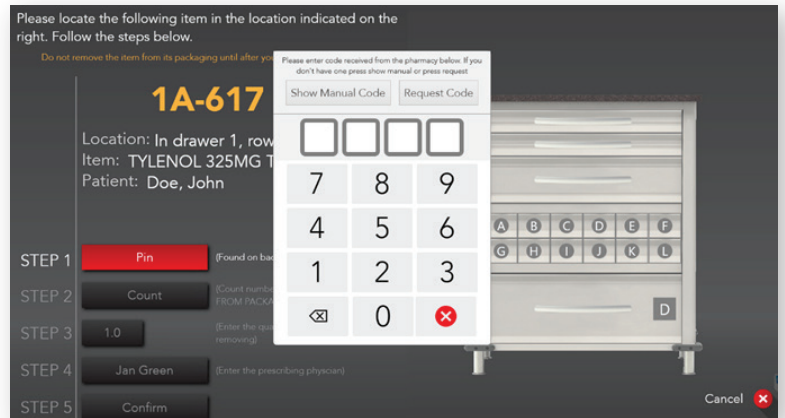 Please locate the following item in the location indicated on the
right. Follow the steps below.
Do not remove the item from its packaging until after you
1A-617
Location: In drawer 1, row
Item: TYLENOL 325MG T
Patient: Doe, John
Please enter code received from the pharmacy below. If you
don't have one press show manual or press request
Show Manual Code Request Code
7 8 9
4 5 6
1 2 3
0
A B C D E F
G H I J K L
D
STEP 1 Pin (Found on bac
STEP 2 Count (Count numbe
FROM PACKA
STEP 3 1.0 (Enter the qua
removing)
STEP 4 Jan Green (Enter the prescribing physcian)
STEP 5 Confirm
Cancel